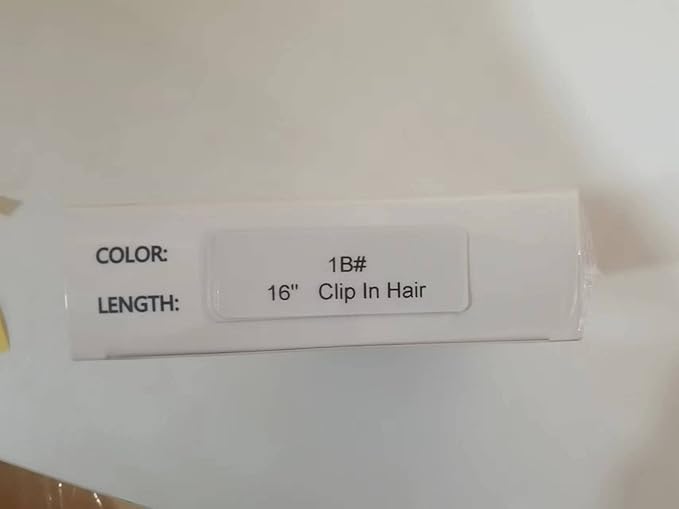 COLOR:
1B#
LENGTH:
16" Clip In Hair